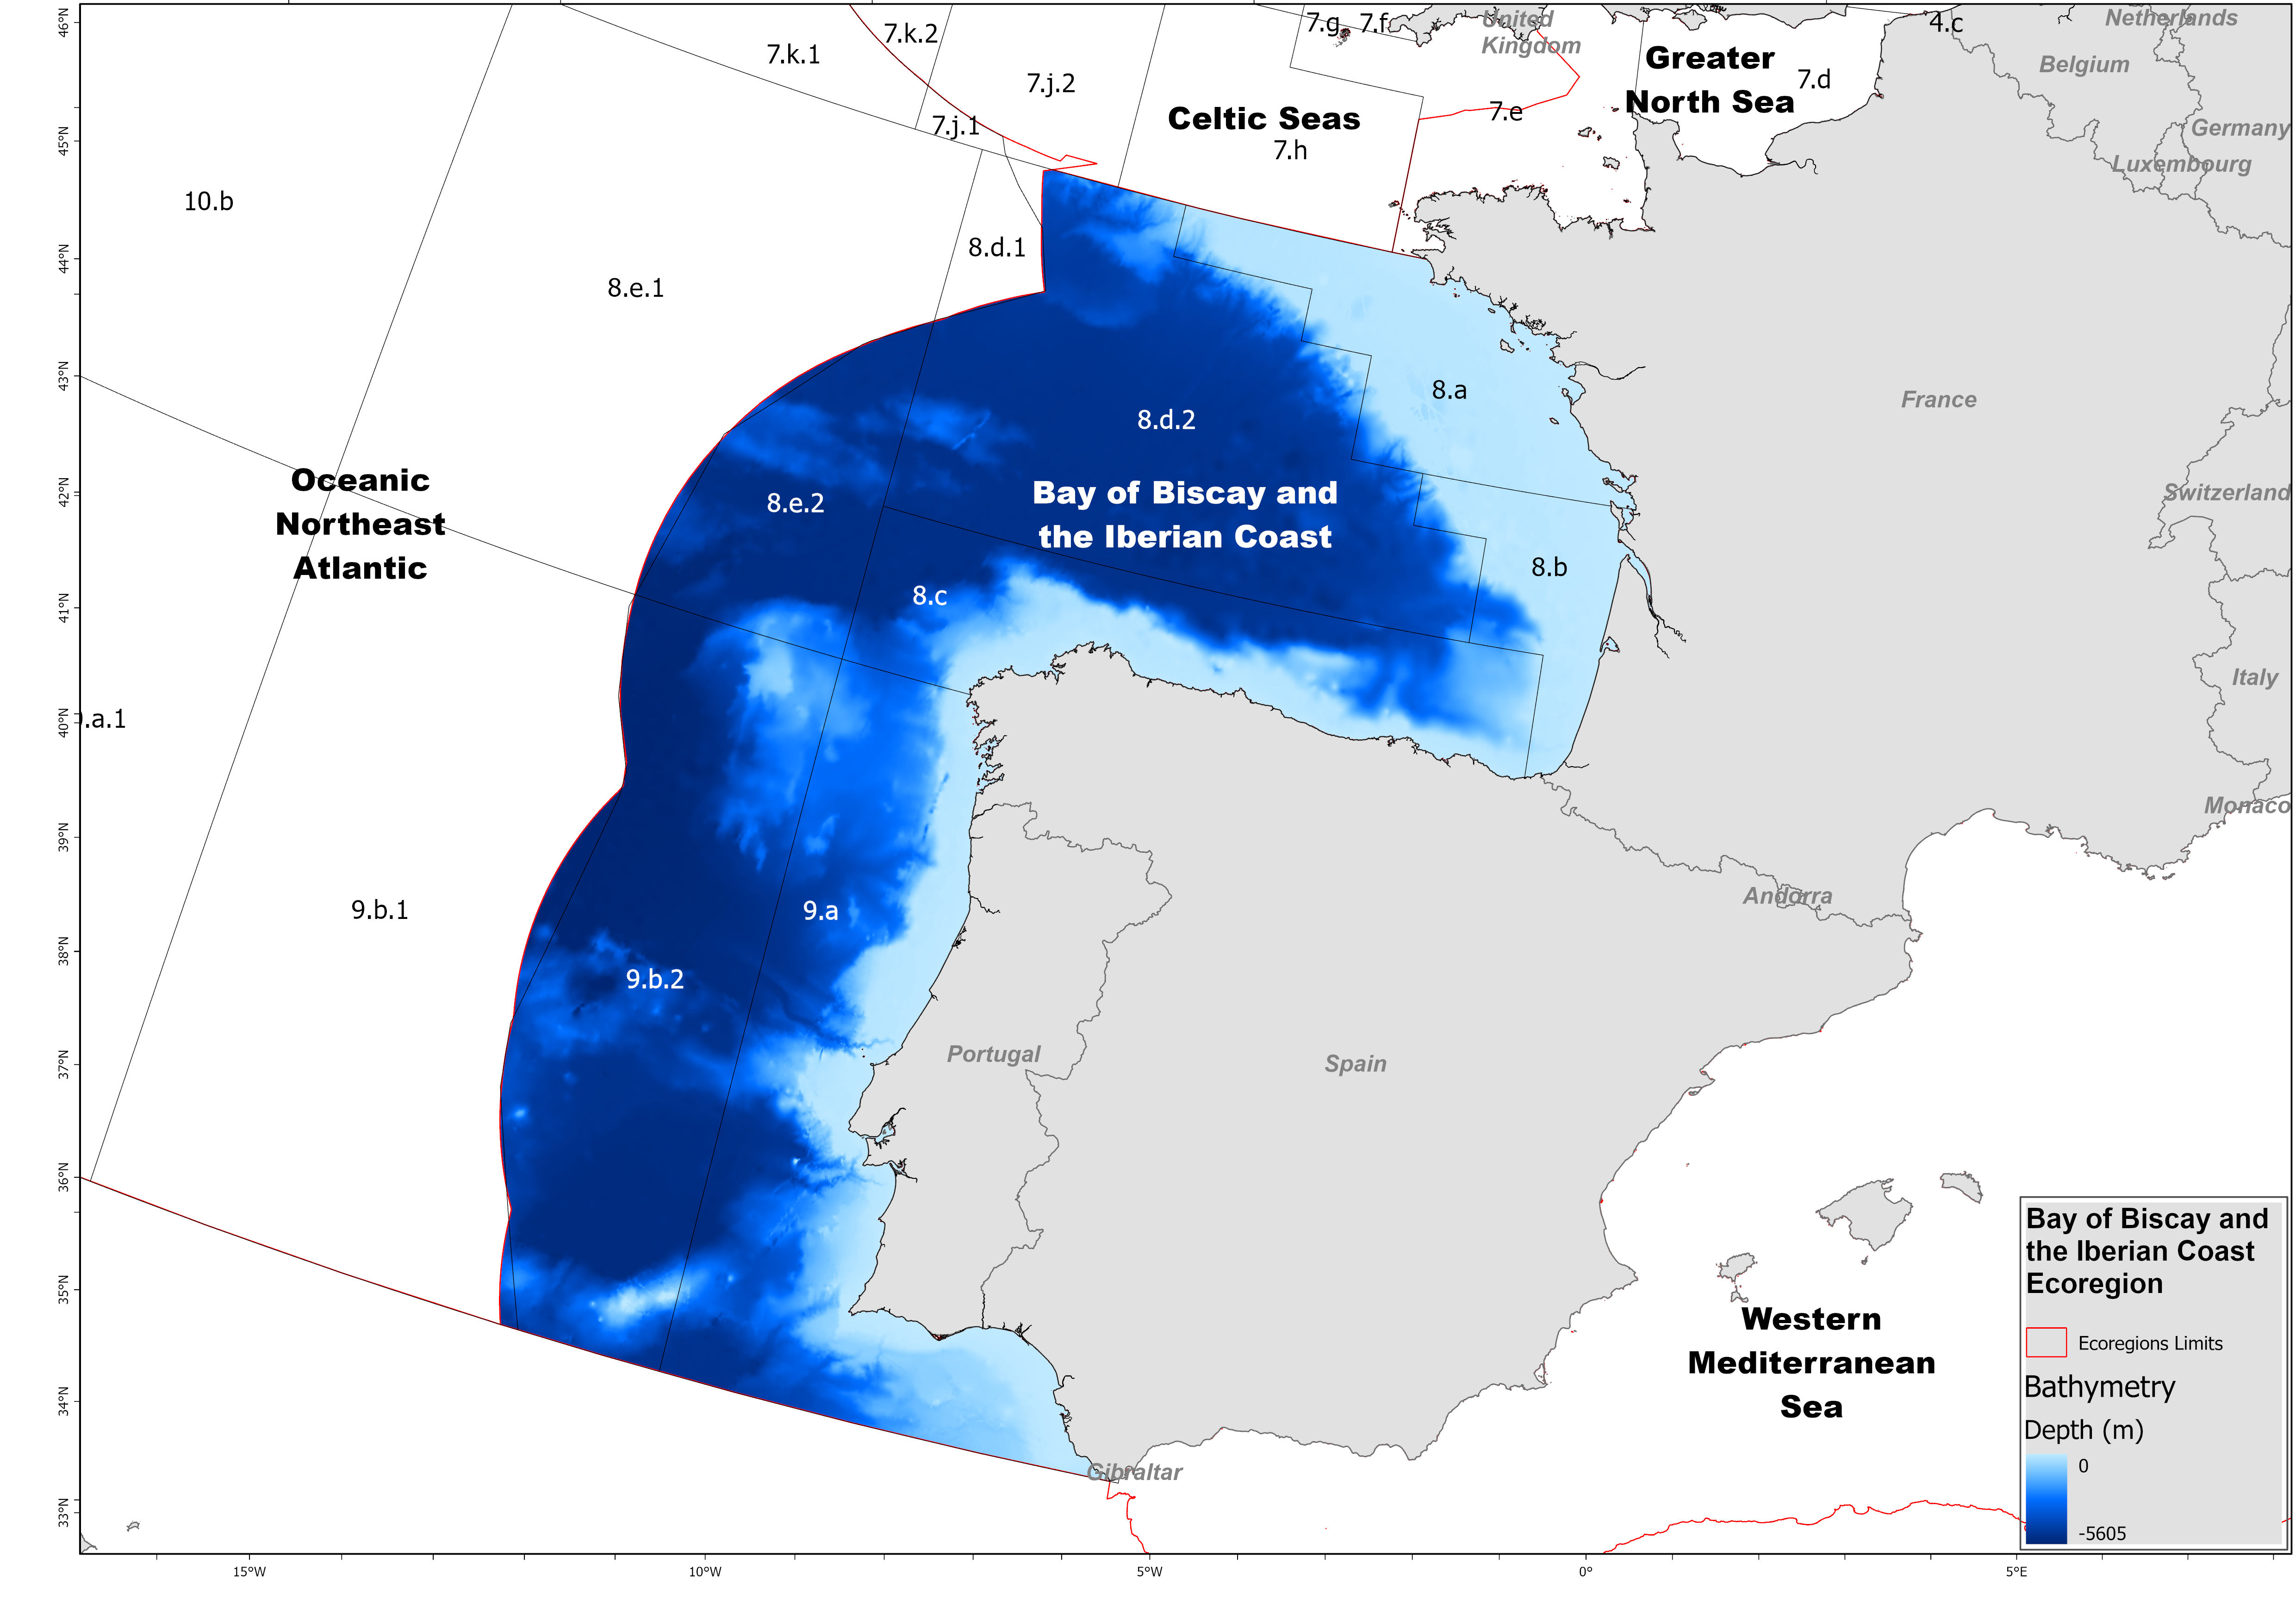 46°N
45°N
44°N
43°N
42°N
41°N
40°N
39°N
38°N
37°N
36°N
35°N
34°N
33°N
7.k.1
7.k.2
7.j.2
7.j.1
7.g
7.f
United
Kingdom
Greater
North Sea
7.d
4.c
Netherlands
Belgium
Germany
Luxembourg
Celtic Seas
7.h
7.e
10.b
8.e.1
8.d.1
8.a
France
8.d.2
Oceanic
Northeast
Atlantic
8.e.2
Bay of Biscay and
the Iberian Coast
Switzerland
8.c
8.b
Italy
.a.1
Monaco
9.b.1
9.a
Andorra
9.b.2
Portugal
Spain
Western
Mediterranean
Sea
Gibraltar
Bay of Biscay and
the Iberian Coast
Ecoregion
Ecoregions Limits
Bathymetry
Depth (m)
0
-5605
15°W
10°W
5°W
0°
5°E